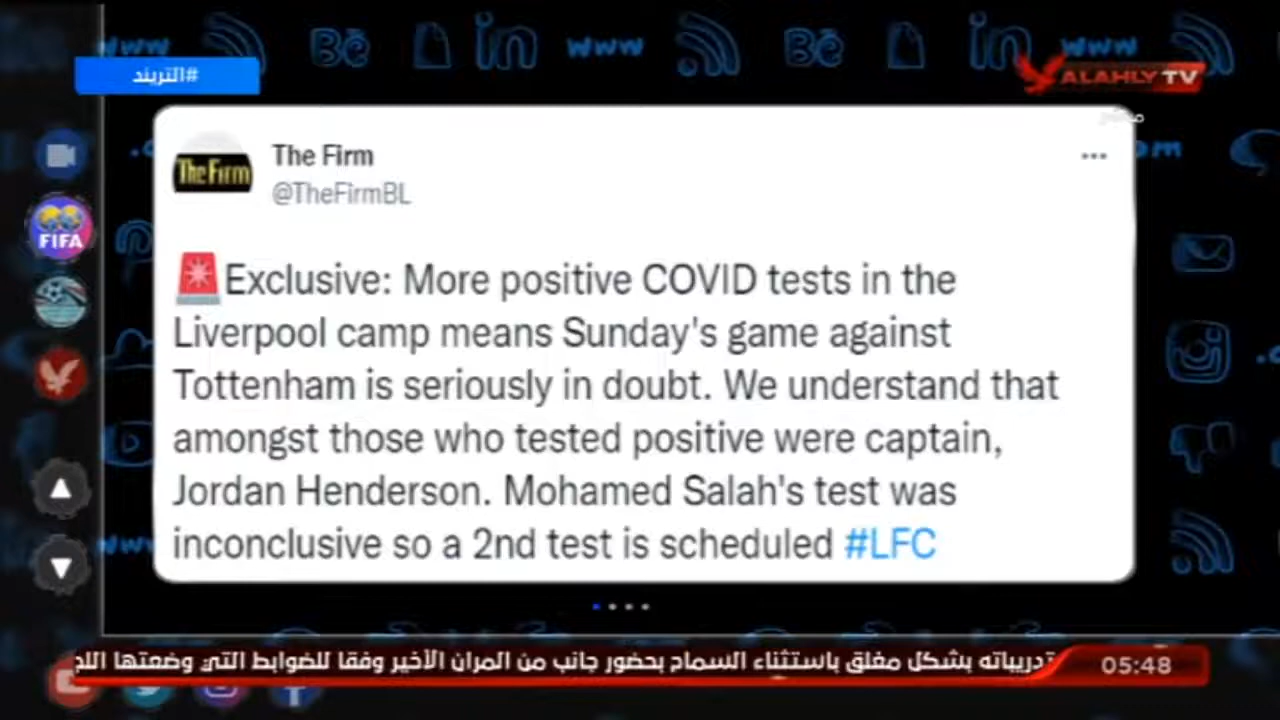 #التريند
ALAHLY TV
The Firm
The Firm
@TheFirmBL
FIFA
Exclusive: More positive COVID tests in the
Liverpool camp means Sunday's game against
Tottenham is seriously in doubt. We understand that
amongst those who tested positive were captain,
Jordan Henderson. Mohamed Salah's test was
inconclusive so a 2nd test is scheduled #LFC
تدريباته بشكل مغلق باستثناء السماح بحضور جانب من المران الأخير وفقا للضوابط التي وضعتها اللج
05:48